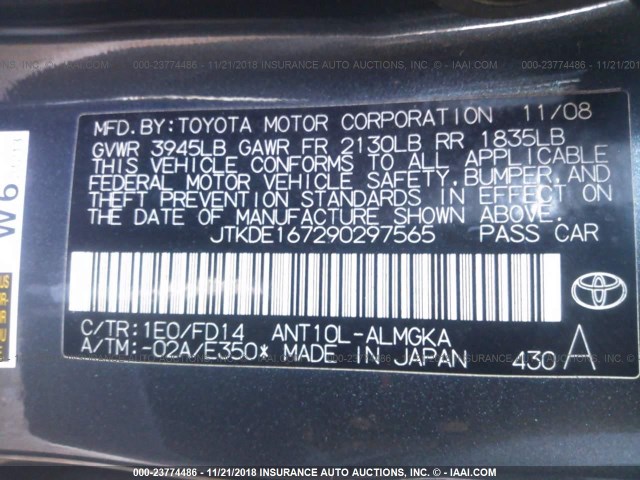 000-23774486 - 11/21/2018 INSURANCE AUTO AUCTIONS - © IAAI.COM
MFD.BY:TOYOTA MOTOR CORPORATION 11/08
GVWR 3945LB GAWR FR 2130LB RR 1835LB
THIS VEHICLE CONFORMS TO ALL APPLICABLE
FEDERAL MOTOR VEHICLE SAFETY,BUMPER,AND
THEFT PREVENTION STANDARDS IN EFFECT ON
THE DATE OF MANUFACTURE SHOWN ABOVE.
JTKDE167290297565 PASS CAR
W6
TOYOTA
C/TR:1E0/FD14 ANT10L-ALMGKA
A/TM:-02A/E350* MADE IN JAPAN 430 A
000-23774486 - 11/21/2018 INSURANCE AUTO AUCTIONS - © IAAI.COM